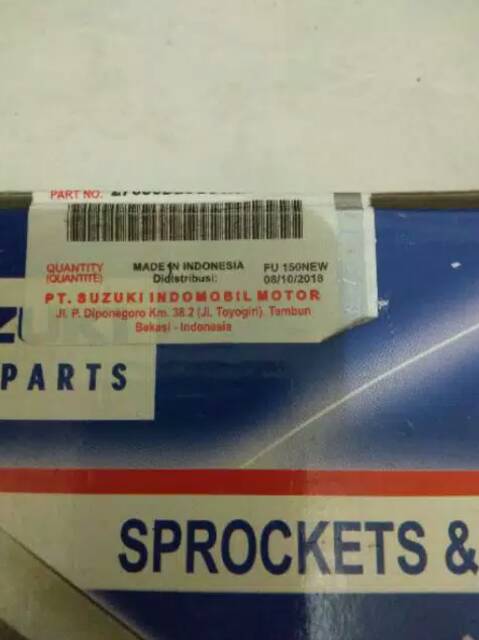 PART NO.
QUANTITY
(QUANTITE)
MADE IN INDONESIA
Didistribusi:
FU 150NEW
08/10/2018
PT. SUZUKI INDOMOBIL MOTOR
Jl. P. Diponegoro Km. 38.2 (Jl. Toyogiri). Tambun
Bekasi - Indonesia
ZUKI
PARTS
SPROCKETS &